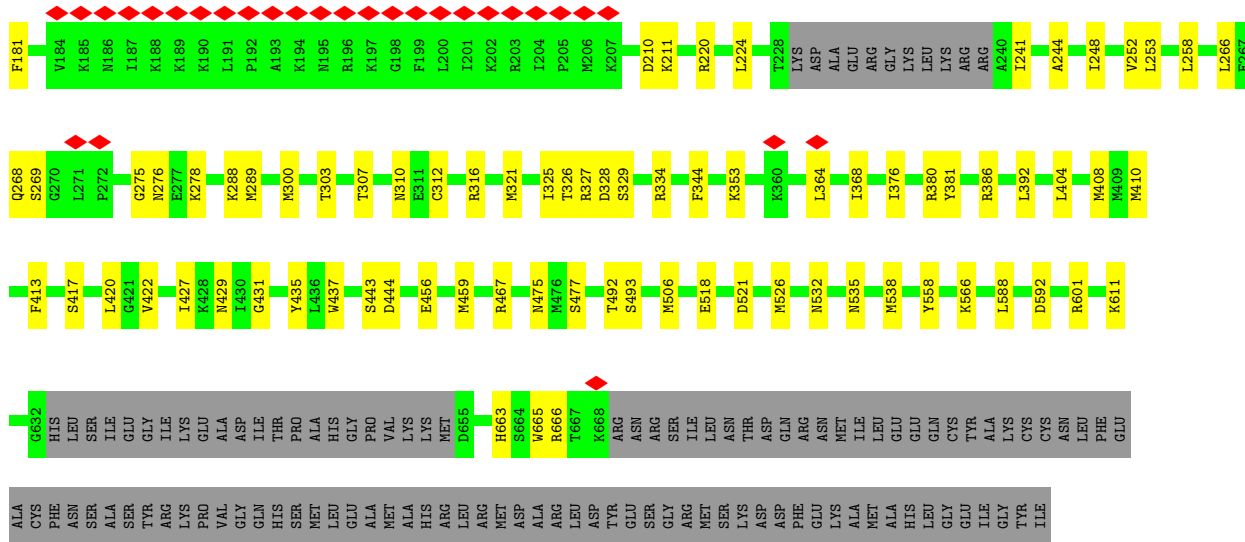 F181 V184 K185 N186 I187 K188 K189 K190 L191 P192 A193 K194 N195 R196 K197 G198 F199 L200 I201 K202 R203 I204 P205 M206 K207 D210 K211 R220 L224 T228 LYS ASP ALA GLU ARG GLY LYS LEU LYS ARG ARG A240 I241 A244 I248 V252 L253 L258 L266 E267
Q268 S269 G270 L271 P272 G275 N276 E277 K278 K288 M289 M300 T303 T307 N310 E311 C312 R316 M321 I325 T326 R327 D328 S329 R334 F344 K353 K360 L364 I368 I376 R380 Y381 R386 L392 L404 M408 M409 M410
F413 S417 L420 G421 V422 I427 K428 N429 I430 G431 Y435 L436 W437 S443 D444 E456 M459 R467 N475 M476 S477 T492 S493 M506 E518 D521 M526 N532 N535 M538 Y558 K566 L588 D592 R601 K611
G632 HIS LEU SER ILE GLU GLY ILE LYS GLU ALA ASP ILE THR PRO ALA HIS GLY PRO VAL LYS LYS MET D655 H663 S664 W665 R666 T667 K668 ARG ASN ARG SER ILE LEU ASN THR ASP GLN ARG ASN MET ILE LEU GLU GLU GLN CYS TYR ALA LYS CYS CYS ASN LEU PHE GLU
ALA CYS PHE ASN SER ALA SER TYR ARG LYS PRO VAL GLY GLN HIS SER MET LEU GLU ALA MET ALA HIS ARG LEU ARG MET ASP ALA ARG LEU ASP TYR GLU SER GLY ARG MET SER LYS ASP ASP PHE GLU LYS ALA MET ALA HIS LEU GLY GLU ILE GLY TYR ILE